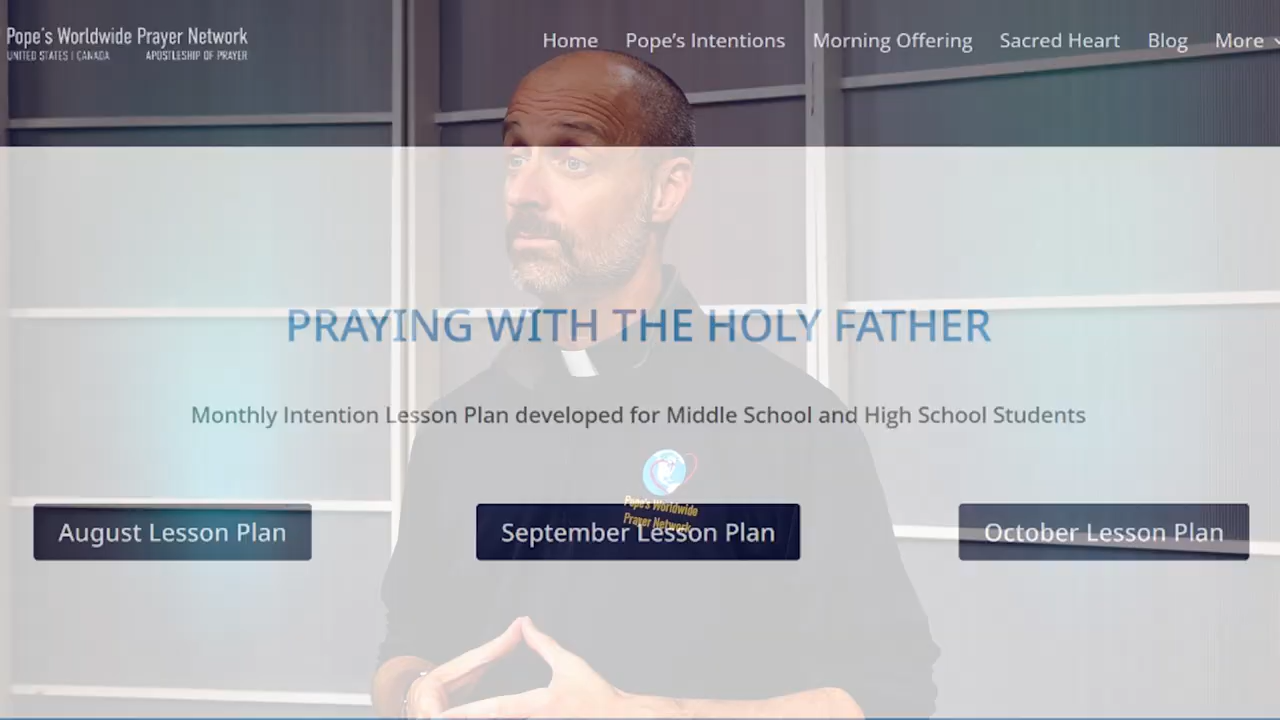 Pope's Worldwide Prayer Network
UNITED STATES | CANADA APOSTLESHIP OF PRAYER
Home Pope's Intentions Morning Offering Sacred Heart Blog More
PRAYING WITH THE HOLY FATHER
Monthly Intention Lesson Plan developed for Middle School and High School Students
Pope's Worldwide
Prayer Network
August Lesson Plan September Lesson Plan October Lesson Plan